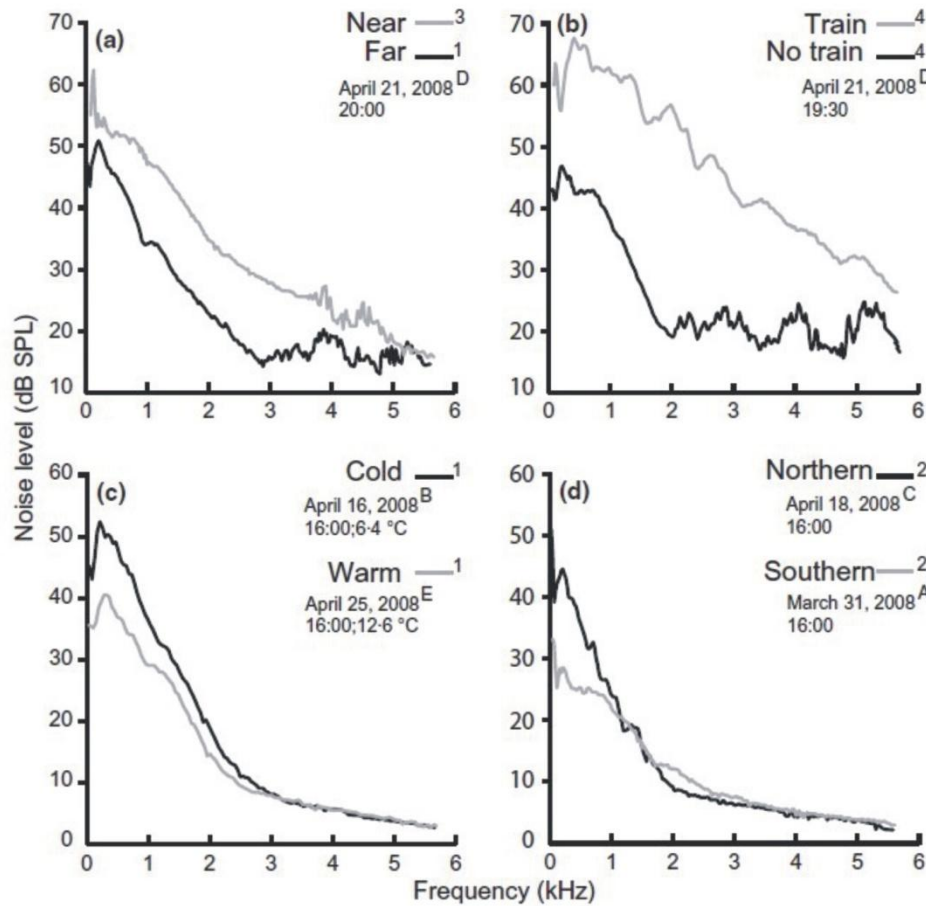 70
60
50
40
30
20
10
0 1 2 3 4 5 6
(a)
Near 3
Far 1
April 21, 2008 D
20:00
70
60
50
40
30
20
10
0 1 2 3 4 5 6
(b)
Train 4
No train 4
April 21, 2008 D
19:30
Noise level (dB SPL)
60
50
40
30
20
10
0
0 1 2 3 4 5 6
(c)
Cold 1
April 16, 2008 B
16:00;6·4 °C
Warm 1
April 25, 2008 E
16:00;12·6 °C
60
50
40
30
20
10
0
0 1 2 3 4 5 6
(d)
Northern 2
April 18, 2008 C
16:00
Southern 2
March 31, 2008 A
16:00
Frequency (kHz)